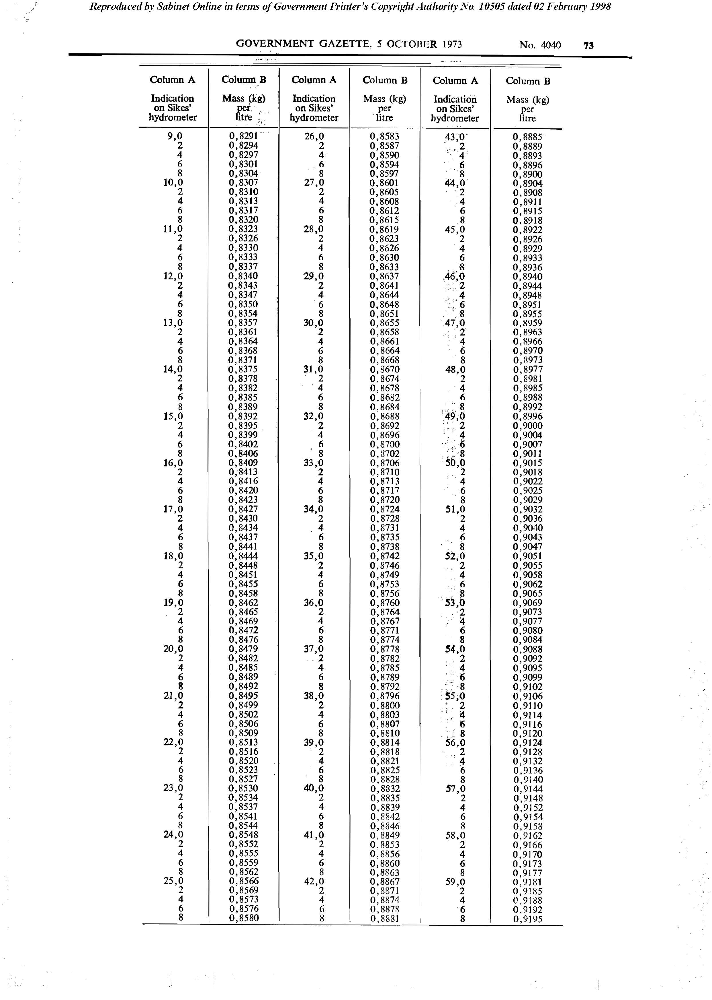 Reproduced by Sabinet Online in terms of Government Printer's Copyright Authority No. 10505 dated 02 February 1998
GOVERNMENT GAZETTE, 5 OCTOBER 1973 No. 4040 73
Column A Column B Column A Column B Column A Column B
Indication Mass (kg) Indication Mass (kg) Indication Mass (kg)
on Sikes' per on Sikes' per on Sikes' per
hydrometer litre hydrometer litre hydrometer litre
9,0 0,8291 26,0 0,8583 43,0 0,8885
2 0,8294 2 0,8587 2 0,8889
4 0,8297 4 0,8590 4 0,8893
6 0,8301 6 0,8594 6 0,8896
8 0,8304 8 0,8597 8 0,8900
10,0 0,8307 27,0 0,8601 44,0 0,8904
2 0,8310 2 0,8605 2 0,8908
4 0,8313 4 0,8608 4 0,8911
6 0,8317 6 0,8612 6 0,8915
8 0,8320 8 0,8615 8 0,8918
11,0 0,8323 28,0 0,8619 45,0 0,8922
2 0,8326 2 0,8623 2 0,8926
4 0,8330 4 0,8626 4 0,8929
6 0,8333 6 0,8630 6 0,8933
8 0,8337 8 0,8633 8 0,8936
12,0 0,8340 29,0 0,8637 46,0 0,8940
2 0,8343 2 0,8641 2 0,8944
4 0,8347 4 0,8644 4 0,8948
6 0,8350 6 0,8648 6 0,8951
8 0,8354 8 0,8651 8 0,8955
13,0 0,8357 30,0 0,8655 47,0 0,8959
2 0,8361 2 0,8658 2 0,8963
4 0,8364 4 0,8661 4 0,8966
6 0,8368 6 0,8664 6 0,8970
8 0,8371 8 0,8668 8 0,8973
14,0 0,8375 31,0 0,8670 48,0 0,8977
2 0,8378 2 0,8674 2 0,8981
4 0,8382 4 0,8678 4 0,8985
6 0,8385 6 0,8682 6 0,8988
8 0,8389 8 0,8684 8 0,8992
15,0 0,8392 32,0 0,8688 49,0 0,8996
2 0,8395 2 0,8692 2 0,9000
4 0,8399 4 0,8696 4 0,9004
6 0,8402 6 0,8700 6 0,9007
8 0,8406 8 0,8702 8 0,9011
16,0 0,8409 33,0 0,8706 50,0 0,9015
2 0,8413 2 0,8710 2 0,9018
4 0,8416 4 0,8713 4 0,9022
6 0,8420 6 0,8717 6 0,9025
8 0,8423 8 0,8720 8 0,9029
17,0 0,8427 34,0 0,8724 51,0 0,9032
2 0,8430 2 0,8728 2 0,9036
4 0,8434 4 0,8731 4 0,9040
6 0,8437 6 0,8735 6 0,9043
8 0,8441 8 0,8738 8 0,9047
18,0 0,8444 35,0 0,8742 52,0 0,9051
2 0,8448 2 0,8746 2 0,9055
4 0,8451 4 0,8749 4 0,9058
6 0,8455 6 0,8753 6 0,9062
8 0,8458 8 0,8756 8 0,9065
19,0 0,8462 36,0 0,8760 53,0 0,9069
2 0,8465 2 0,8764 2 0,9073
4 0,8469 4 0,8767 4 0,9077
6 0,8472 6 0,8771 6 0,9080
8 0,8476 8 0,8774 8 0,9084
20,0 0,8479 37,0 0,8778 54,0 0,9088
2 0,8482 2 0,8782 2 0,9092
4 0,8485 4 0,8785 4 0,9095
6 0,8489 6 0,8789 6 0,9099
8 0,8492 8 0,8792 8 0,9102
21,0 0,8495 38,0 0,8796 55,0 0,9106
2 0,8499 2 0,8800 2 0,9110
4 0,8502 4 0,8803 4 0,9114
6 0,8506 6 0,8807 6 0,9116
8 0,8509 8 0,8810 8 0,9120
22,0 0,8513 39,0 0,8814 56,0 0,9124
2 0,8516 2 0,8818 2 0,9128
4 0,8520 4 0,8821 4 0,9132
6 0,8523 6 0,8825 6 0,9136
8 0,8527 8 0,8828 8 0,9140
23,0 0,8530 40,0 0,8832 57,0 0,9144
2 0,8534 2 0,8835 2 0,9148
4 0,8537 4 0,8839 4 0,9152
6 0,8541 6 0,8842 6 0,9154
8 0,8544 8 0,8846 8 0,9158
24,0 0,8548 41,0 0,8849 58,0 0,9162
2 0,8552 2 0,8853 2 0,9166
4 0,8555 4 0,8856 4 0,9170
6 0,8559 6 0,8860 6 0,9173
8 0,8562 8 0,8863 8 0,9177
25,0 0,8566 42,0 0,8867 59,0 0,9181
2 0,8569 2 0,8871 2 0,9185
4 0,8573 4 0,8874 4 0,9188
6 0,8576 6 0,8878 6 0,9192
8 0,8580 8 0,8881 8 0,9195